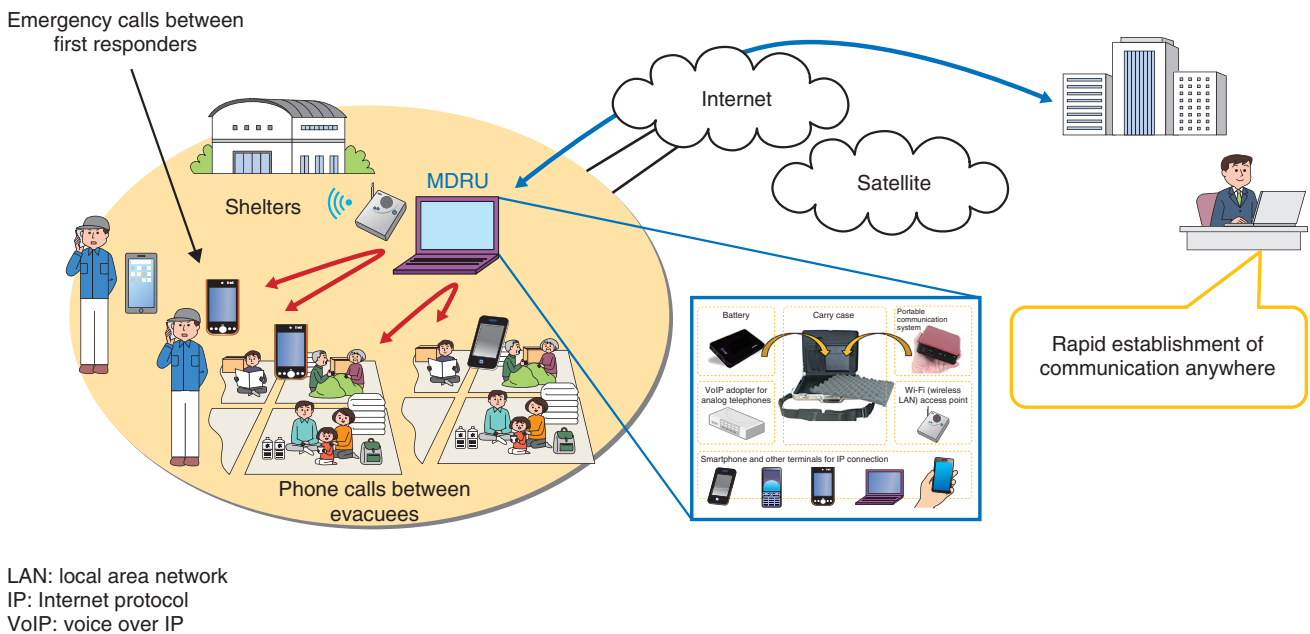 Emergency calls between
first responders
Internet
Satellite
MDRU
Shelters
Battery
Carry case
Portable
communication
system
VoIP adopter for
analog telephones
Wi-Fi (wireless
LAN) access point
Smartphone and other terminals for IP connection
Rapid establishment of
communication anywhere
Phone calls between
evacuees
LAN: local area network
IP: Internet protocol
VoIP: voice over IP